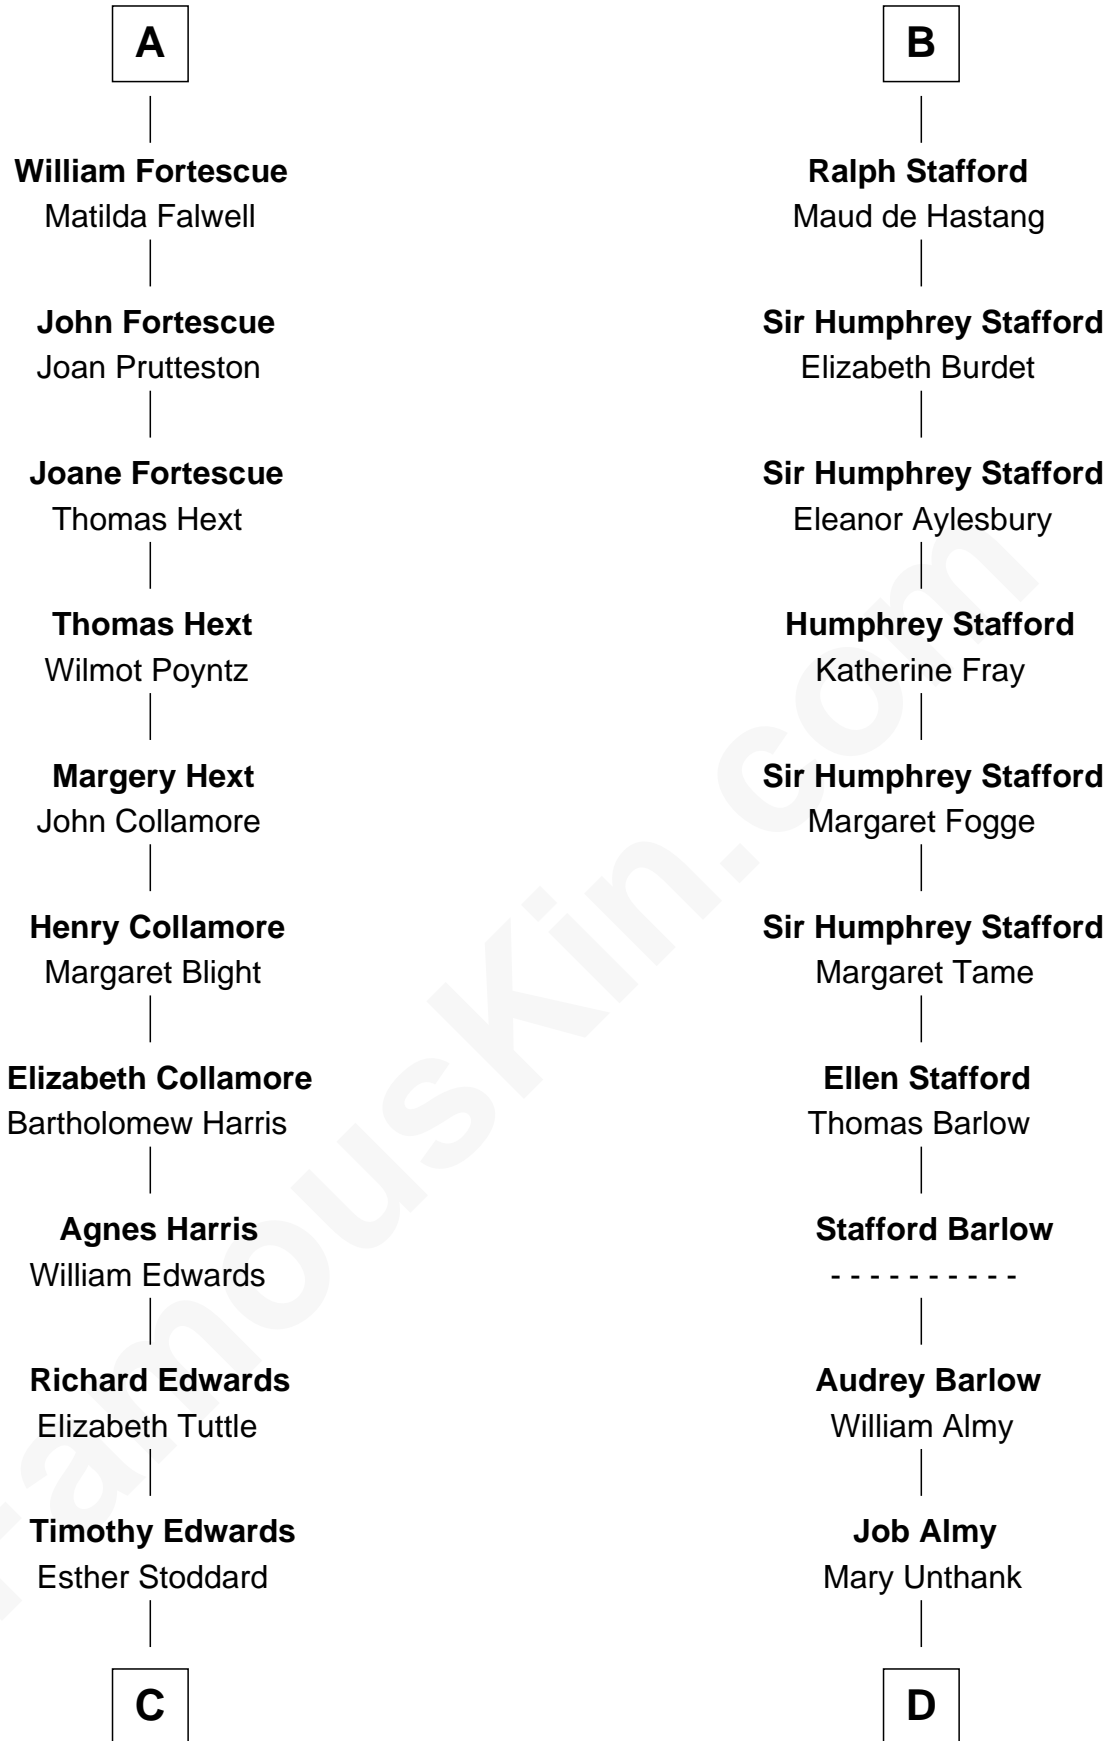 A
William Fortescue
Matilda Falwell
John Fortescue
Joan Prutteston
Joane Fortescue
Thomas Hext
Thomas Hext
Wilmot Poyntz
Margery Hext
John Collamore
Henry Collamore
Margaret Blight
Elizabeth Collamore
Bartholomew Harris
Agnes Harris
William Edwards
Richard Edwards
Elizabeth Tuttle
Timothy Edwards
Esther Stoddard
C
B
Ralph Stafford
Maud de Hastang
Sir Humphrey Stafford
Elizabeth Burdet
Sir Humphrey Stafford
Eleanor Aylesbury
Humphrey Stafford
Katherine Fray
Sir Humphrey Stafford
Margaret Fogge
Sir Humphrey Stafford
Margaret Tame
Ellen Stafford
Thomas Barlow
Stafford Barlow
- - - - - - - - - -
Audrey Barlow
William Almy
Job Almy
Mary Unthank
D
FamousKin.com